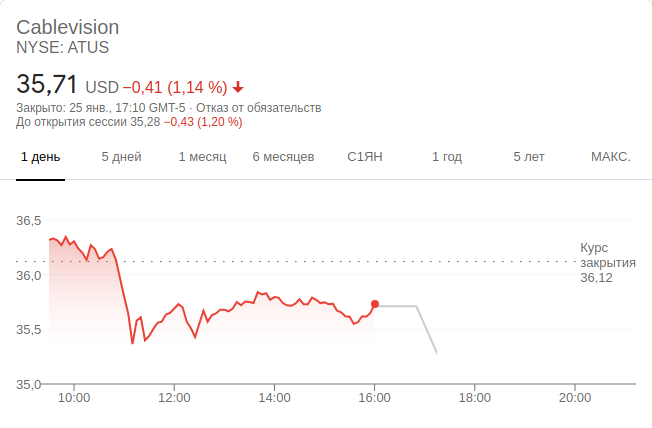 Cablevision
NYSE: ATUS
35,71 USD −0,41 (1,14 %)
Закрыто: 25 янв., 17:10 GMT-5 · Отказ от обязательств
До открытия сессии 35,28 −0,43 (1,20 %)
1 день 5 дней 1 месяц 6 месяцев С1ЯН 1 год 5 лет МАКС.
36,5
Курс
закрытия
36,12
36,0
35,5
35,0
10:00 12:00 14:00 16:00 18:00 20:00